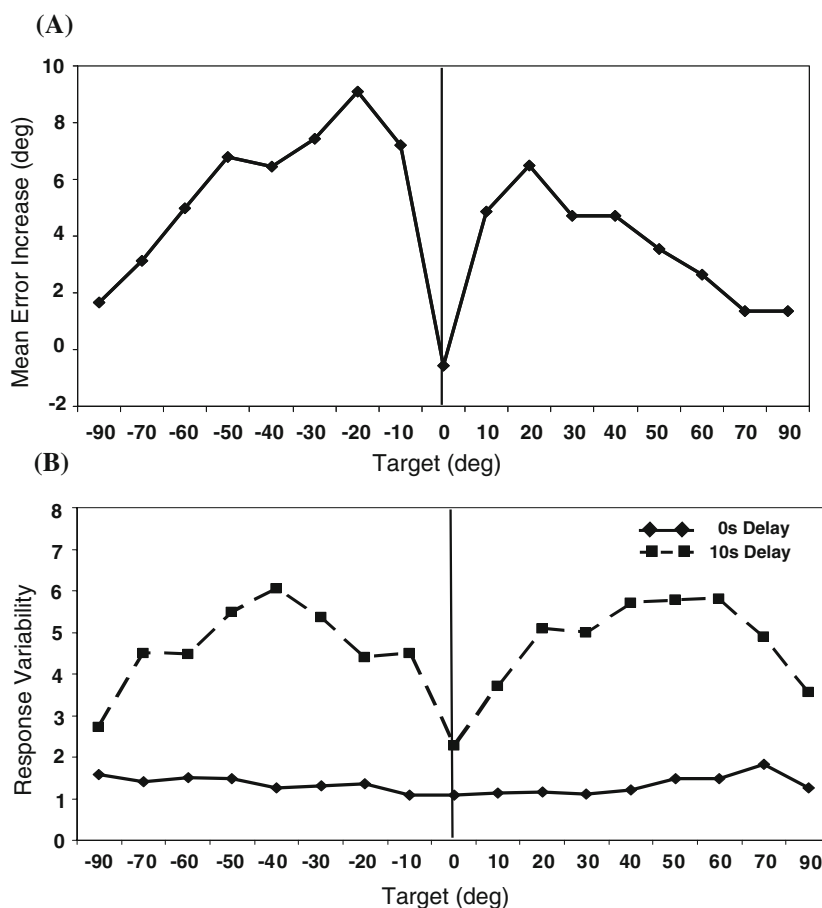 (A)
10
8
6
4
2
0
-2
Mean Error Increase (deg)
-90 -70 -60 -50 -40 -30 -20 -10 0 10 20 30 40 50 60 70 90
Target (deg)
(B)
8
7
6
5
4
3
2
1
0
Response Variability
0s Delay
10s Delay
-90 -70 -60 -50 -40 -30 -20 -10 0 10 20 30 40 50 60 70 90
Target (deg)